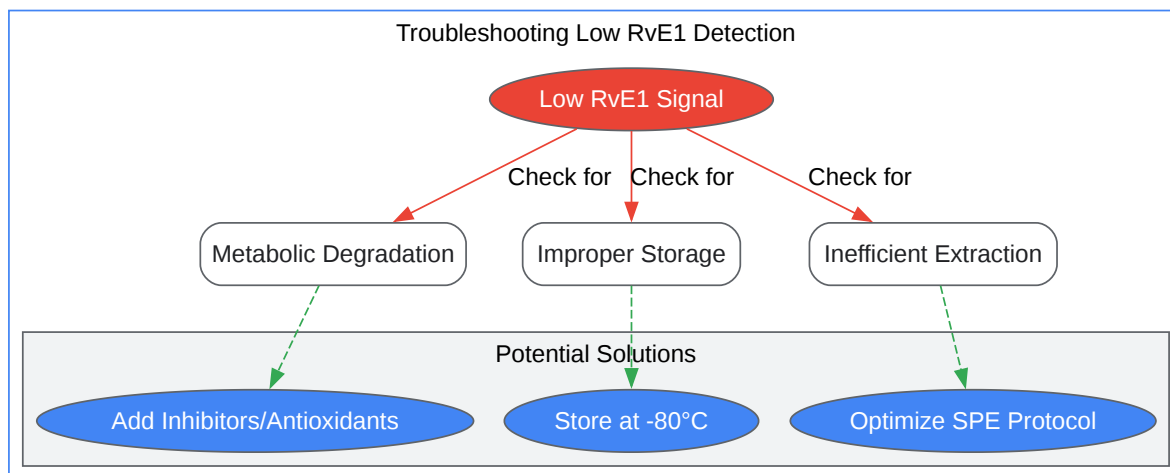 Troubleshooting Low RvE1 Detection
Low RvE1 Signal
Check for
Check for
Check for
Metabolic Degradation
Improper Storage
Inefficient Extraction
Potential Solutions
Add Inhibitors/Antioxidants
Store at -80°C
Optimize SPE Protocol